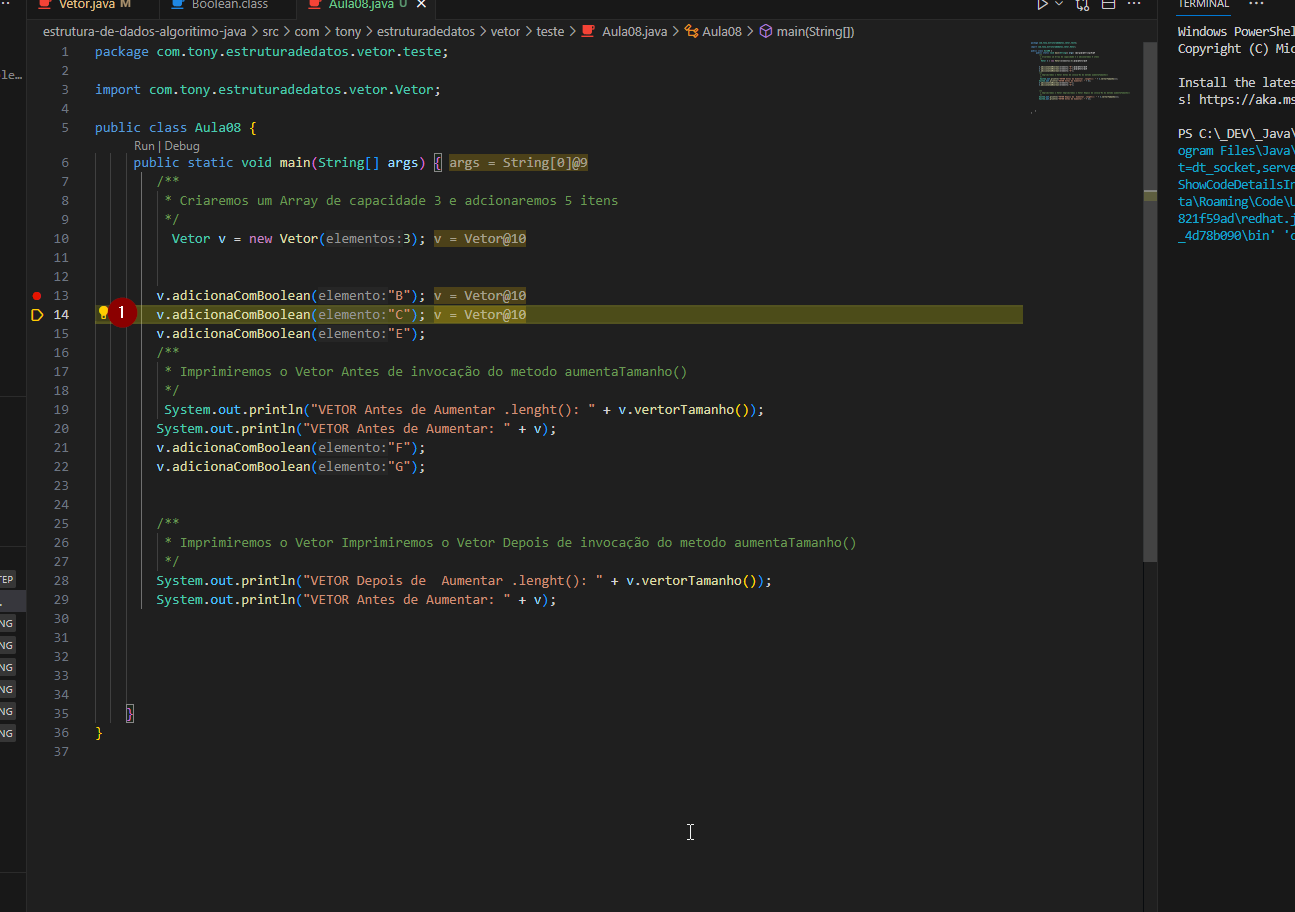 Vetor.java M Boolean.class Aula08.java U
TERMINAL
estrutura-de-dados-algoritimo-java > src > com > tony > estruturadedatos > vetor > teste > Aula08.java > Aula08 > main(String[])
1 package com.tony.estruturadedatos.vetor.teste;
2
3 import com.tony.estruturadedatos.vetor.Vetor;
4
5 public class Aula08 {
Run | Debug
6 public static void main(String[] args) { args = String[0]@9
7 /**
8 * Criaremos um Array de capacidade 3 e adcionaremos 5 itens
9 */
10 Vetor v = new Vetor(elementos:3); v = Vetor@10
11
12
13 v.adicionaComBoolean(elemento:"B"); v = Vetor@10
14 1 v.adicionaComBoolean(elemento:"C"); v = Vetor@10
15 v.adicionaComBoolean(elemento:"E");
16 /**
17 * Imprimiremos o Vetor Antes de invocação do metodo aumentaTamanho()
18 */
19 System.out.println("VETOR Antes de Aumentar .lenght(): " + v.vertorTamanho());
20 System.out.println("VETOR Antes de Aumentar: " + v);
21 v.adicionaComBoolean(elemento:"F");
22 v.adicionaComBoolean(elemento:"G");
23
24
25 /**
26 * Imprimiremos o Vetor Imprimiremos o Vetor Depois de invocação do metodo aumentaTamanho()
27 */
28 System.out.println("VETOR Depois de  Aumentar .lenght(): " + v.vertorTamanho());
29 System.out.println("VETOR Antes de Aumentar: " + v);
30
31
32
33
34
35 }
36 }
37
le...
TEP
NG
NG
NG
NG
NG
NG
Windows PowerShel
Copyright (C) Mic
Install the lates
s! https://aka.ms
PS C:\_DEV\_Java\
ogram Files\Java\
t=dt_socket,serve
ShowCodeDetailsIn
ta\Roaming\Code\U
821f59ad\redhat.j
_4d78b090\bin' 'c